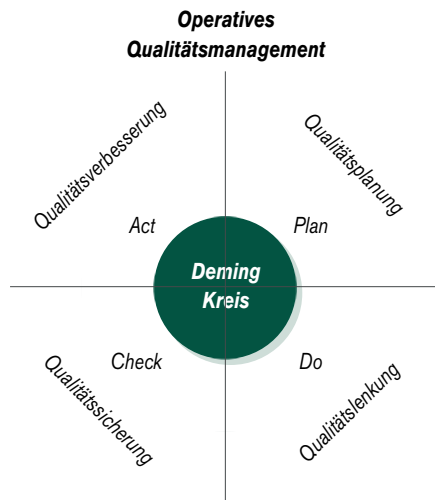 Operatives
Qualitätsmanagement
Qualitätsverbesserung
Qualitätsplanung
Act
Plan
Deming
Kreis
Check
Do
Qualitätssicherung
Qualitätslenkung